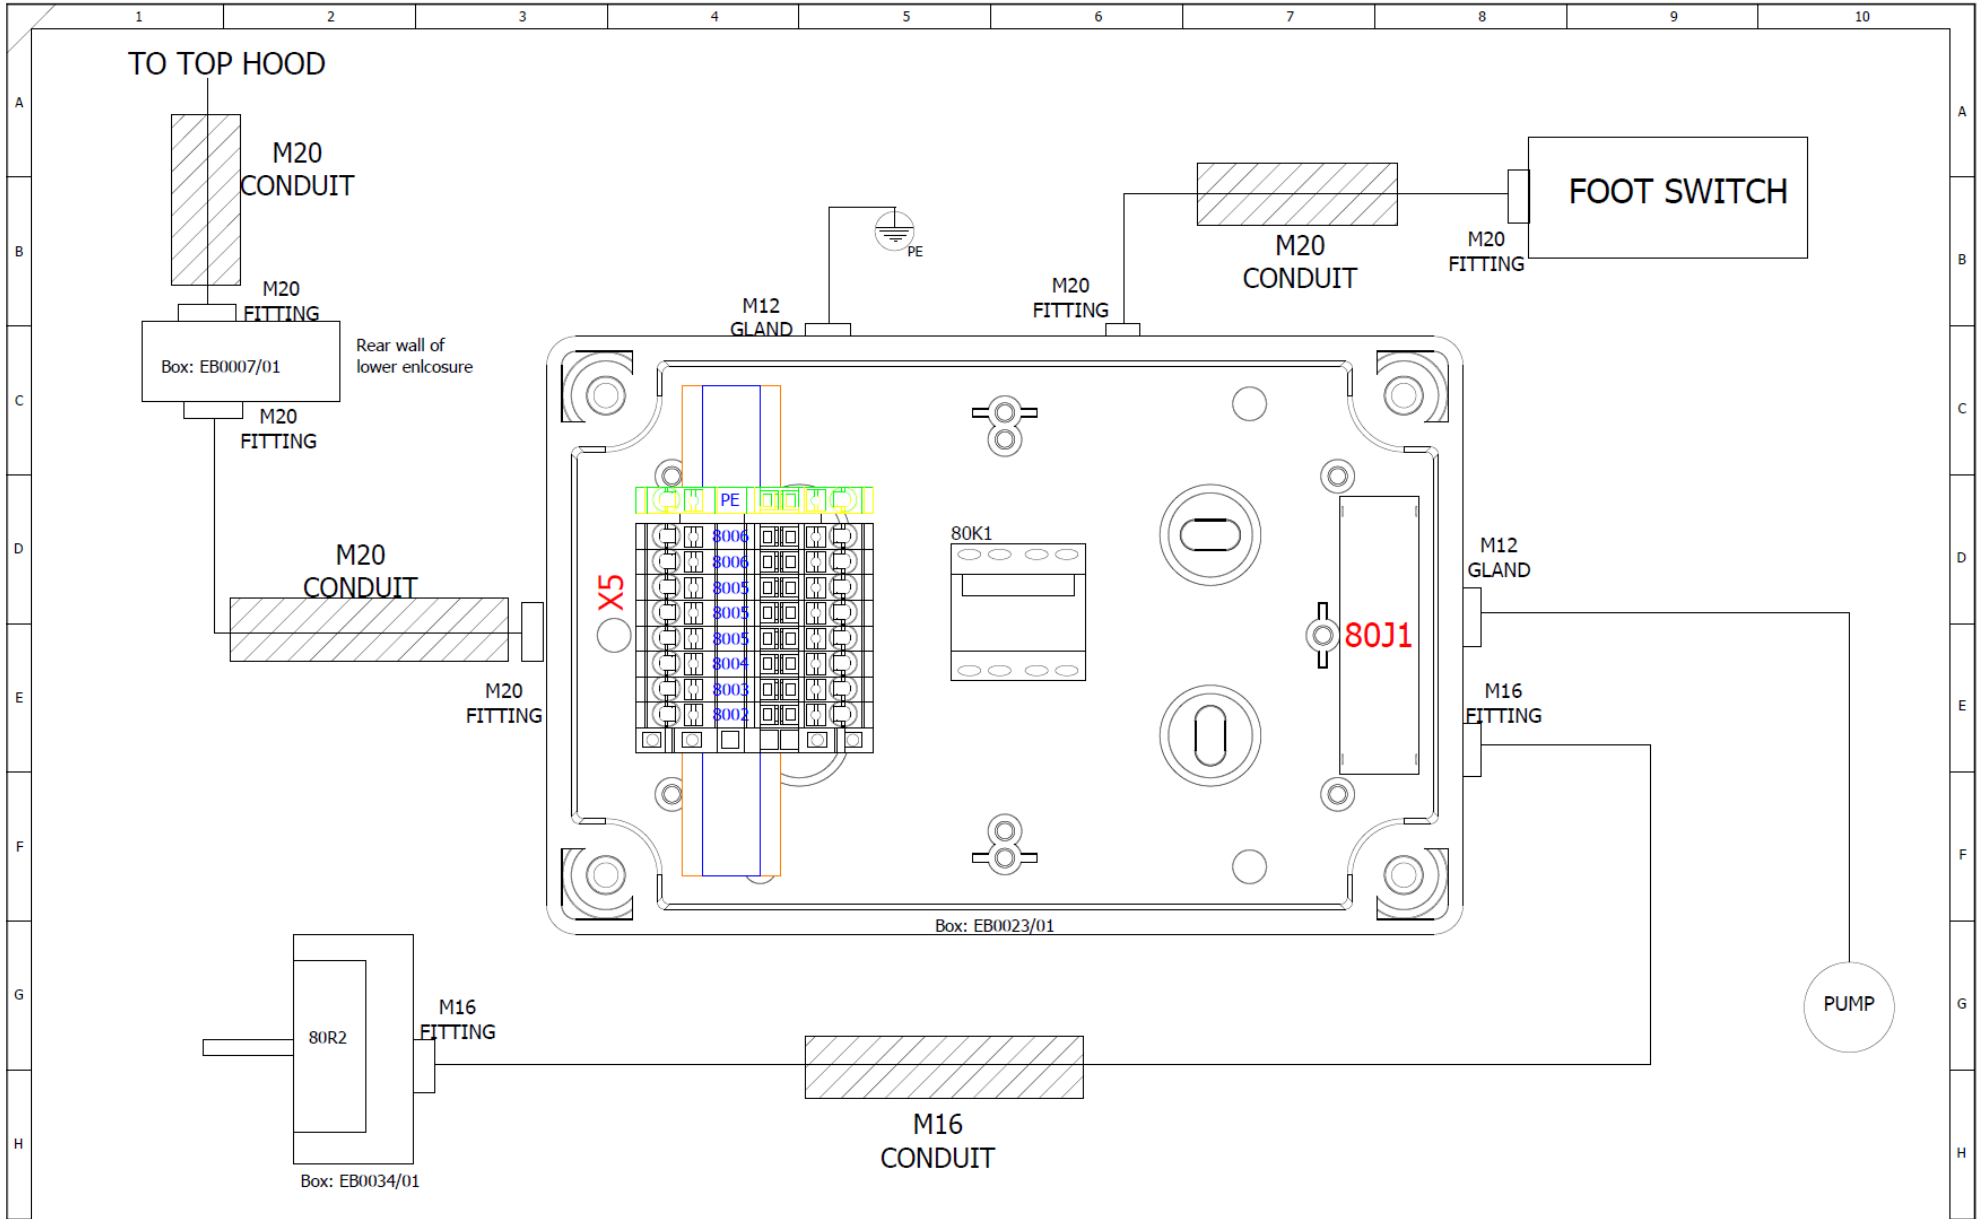 1 2 3 4 5 6 7 8 9 10
TO TOP HOOD
A
A
M20
CONDUIT
FOOT SWITCH
B
B
PE
M20
CONDUIT
M20
FITTING
M20
FITTING
M12
GLAND
M20
FITTING
Box: EB0007/01
Rear wall of
lower enlcosure
C
C
M20
FITTING
PE
8006
8006
8005
8005
8005
8004
8003
8002
X5
80K1
80J1
D
D
M20
CONDUIT
M12
GLAND
E
E
M20
FITTING
M16
FITTING
F
F
Box: EB0023/01
G
G
80R2
M16
FITTING
PUMP
M16
CONDUIT
H
H
Box: EB0034/01